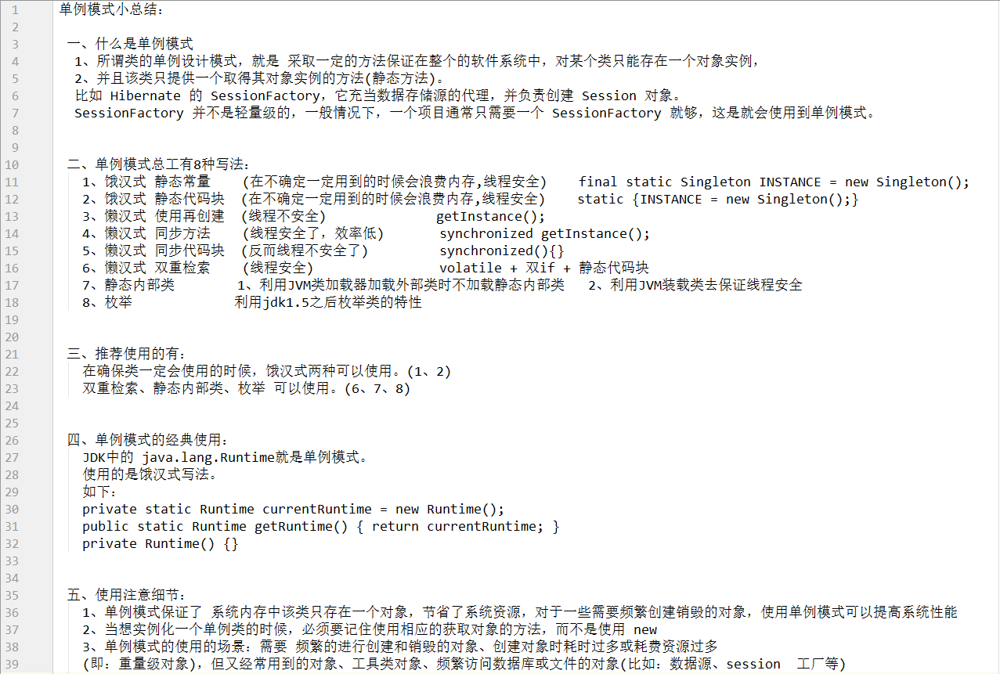 1 单例模式小总结：
2
3 一、什么是单例模式
4 1、所谓类的单例设计模式，就是 采取一定的方法保证在整个的软件系统中，对某个类只能存在一个对象实例，
5 2、并且该类只提供一个取得其对象实例的方法(静态方法)。
6 比如 Hibernate 的 SessionFactory，它充当数据存储源的代理，并负责创建 Session 对象。
7 SessionFactory 并不是轻量级的，一般情况下，一个项目通常只需要一个 SessionFactory 就够，这是就会使用到单例模式。
8
9
10 二、单例模式总工有8种写法：
11 1、饿汉式 静态常量 (在不确定一定用到的时候会浪费内存,线程安全) final static Singleton INSTANCE = new Singleton();
12 2、饿汉式 静态代码块 (在不确定一定用到的时候会浪费内存,线程安全) static {INSTANCE = new Singleton();}
13 3、懒汉式 使用再创建 (线程不安全) getInstance();
14 4、懒汉式 同步方法 (线程安全了，效率低) synchronized getInstance();
15 5、懒汉式 同步代码块 (反而线程不安全了) synchronized(){}
16 6、懒汉式 双重检索 (线程安全) volatile + 双if + 静态代码块
17 7、静态内部类 1、利用JVM类加载器加载外部类时不加载静态内部类 2、利用JVM装载类去保证线程安全
18 8、枚举 利用jdk1.5之后枚举类的特性
19
20
21 三、推荐使用的有：
22 在确保类一定会使用的时候，饿汉式两种可以使用。(1、2)
23 双重检索、静态内部类、枚举 可以使用。(6、7、8)
24
25
26 四、单例模式的经典使用：
27 JDK中的 java.lang.Runtime就是单例模式。
28 使用的是饿汉式写法。
29 如下：
30 private static Runtime currentRuntime = new Runtime();
31 public static Runtime getRuntime() { return currentRuntime; }
32 private Runtime() {}
33
34
35 五、使用注意细节：
36 1、单例模式保证了 系统内存中该类只存在一个对象，节省了系统资源，对于一些需要频繁创建销毁的对象，使用单例模式可以提高系统性能
37 2、当想实例化一个单例类的时候，必须要记住使用相应的获取对象的方法，而不是使用 new
38 3、单例模式的使用的场景：需要 频繁的进行创建和销毁的对象、创建对象时耗时过多或耗费资源过多
39 (即：重量级对象)，但又经常用到的对象、工具类对象、频繁访问数据库或文件的对象(比如：数据源、session 工厂等)